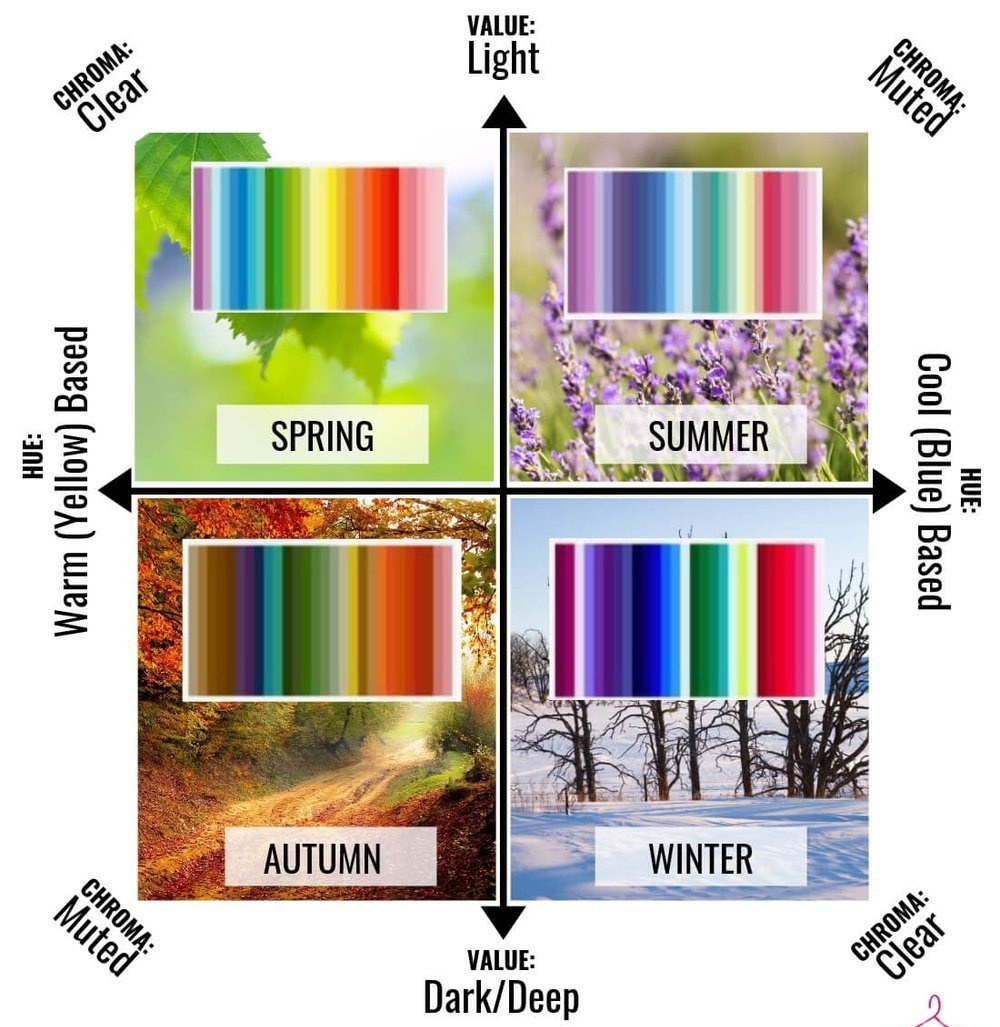 VALUE:
Light
CHROMA:
Clear
CHROMA:
Muted
SPRING
SUMMER
HUE:
Warm (Yellow) Based
HUE:
Cool (Blue) Based
AUTUMN
WINTER
CHROMA:
Muted
CHROMA:
Clear
VALUE:
Dark/Deep